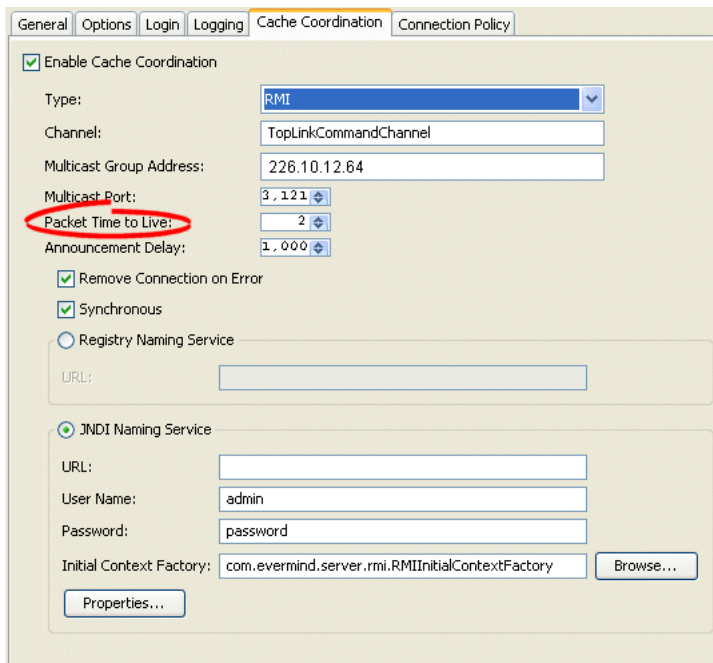 General Options Login Logging Cache Coordination Connection Policy
Enable Cache Coordination
Type: RMI
Channel: TopLinkCommandChannel
Multicast Group Address: 226.10.12.64
Multicast Port: 3,121
Packet Time to Live: 2
Announcement Delay: 1,000
Remove Connection on Error
Synchronous
Registry Naming Service
URL:
JNDI Naming Service
URL:
User Name: admin
Password: password
Initial Context Factory: com.evermind.server.rmi.RMIInitialContextFactory Browse...
Properties...